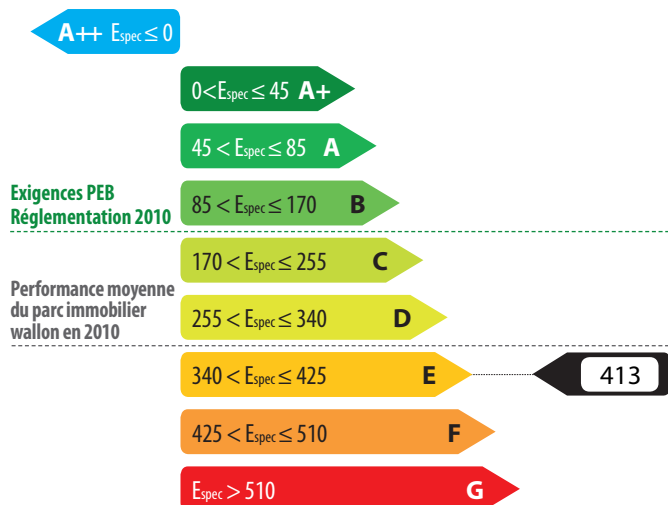 A++ Espec ≤ 0
0<Espec ≤ 45 A+
45 < Espec ≤ 85 A
Exigences PEB
Réglementation 2010
85 < Espec ≤ 170 B
170 < Espec ≤ 255 C
Performance moyenne
du parc immobilier
wallon en 2010
255 < Espec ≤ 340 D
340 < Espec ≤ 425 E
413
425 < Espec ≤ 510 F
Espec > 510 G